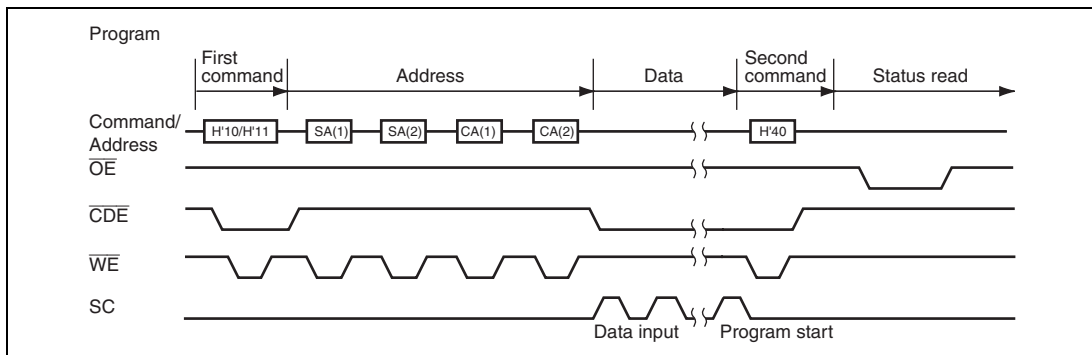 Program
First command
Address
Data
Second command
Status read
Command/
Address
H'10/H'11
SA(1)
SA(2)
CA(1)
CA(2)
H'40
OE
CDE
WE
SC
Data input
Program start